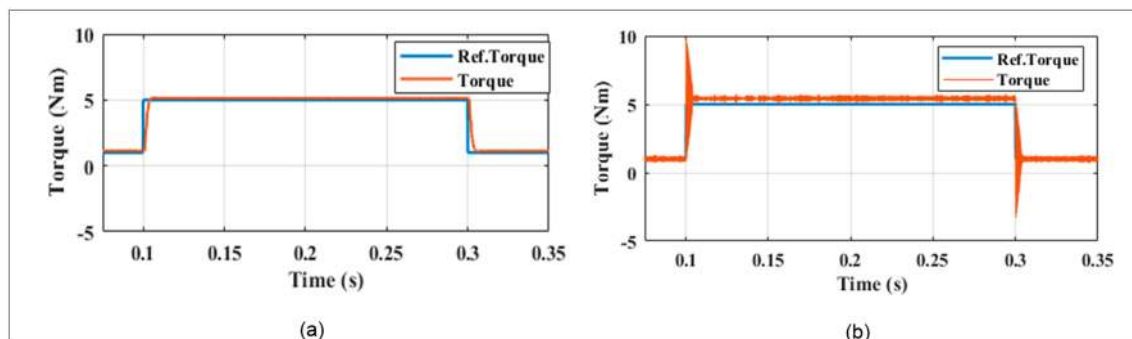 10
5
0
-5
Torque (Nm)
Ref.Torque
Torque
0.1 0.15 0.2 0.25 0.3 0.35
Time (s)
(a)
10
5
0
-5
Torque (Nm)
Ref.Torque
Torque
0.1 0.15 0.2 0.25 0.3 0.35
Time (s)
(b)